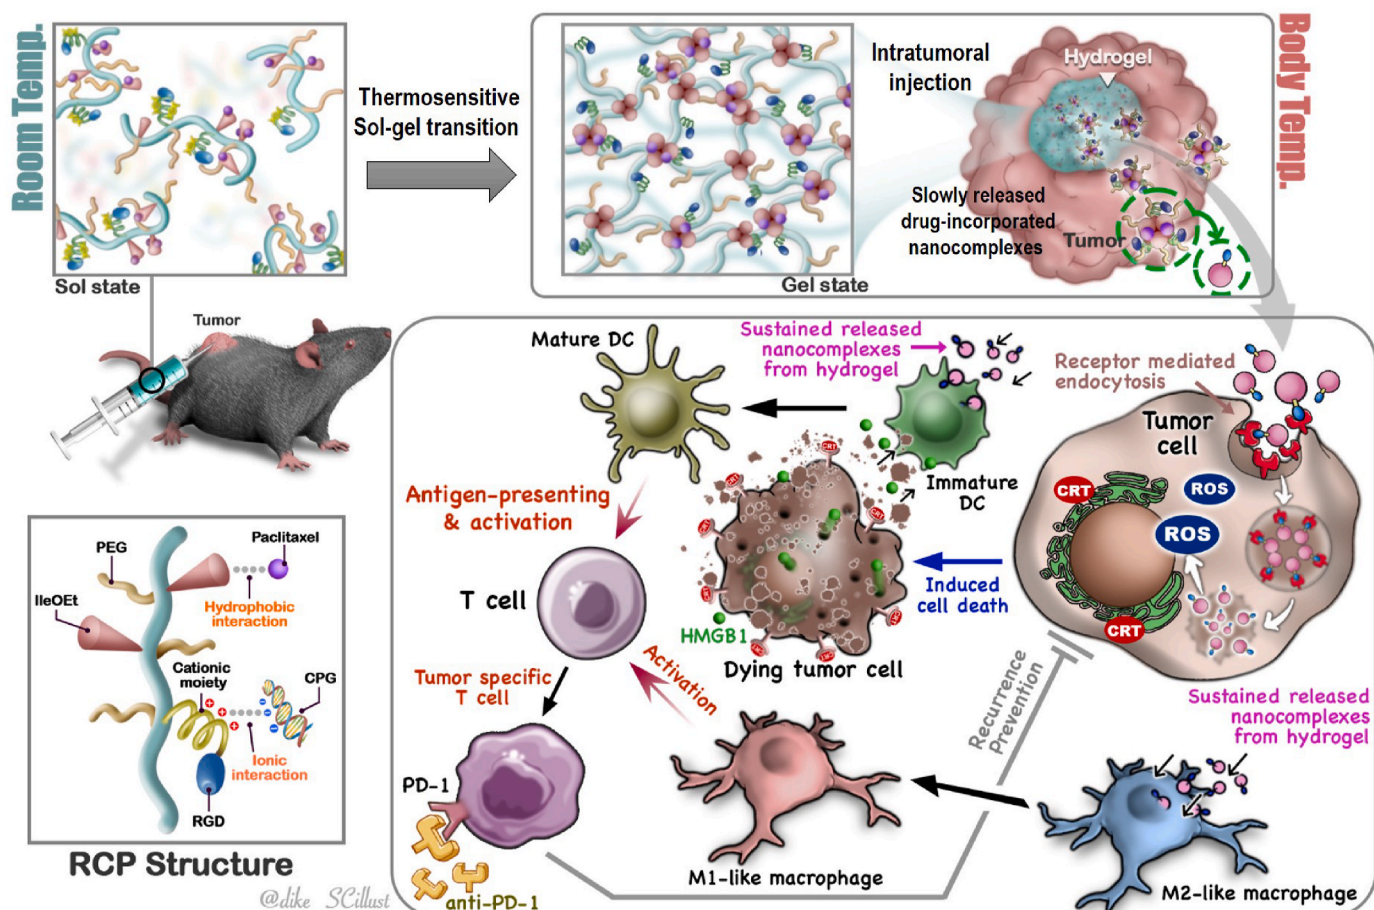 Room Temp.
Thermosensitive
Sol-gel transition
Sol state
Intratumoral
injection
Hydrogel
Slowly released
drug-incorporated
nanocomplexes
Tumor
Gel state
Body Temp.
Tumor
PEG
Paclitaxel
IleOEt
Hydrophobic
interaction
Cationic
moiety
CPG
Ionic
interaction
RGD
RCP Structure
@dike SCillust
Mature DC
Sustained released
nanocomplexes
from hydrogel
Immature
DC
Receptor mediated
endocytosis
Tumor
cell
CRT
ROS
ROS
CRT
Antigen-presenting
& activation
CRT
CRT
CRT
Induced
cell death
T cell
HMGB1
Dying tumor cell
Tumor specific
T cell
Activation
Recurrence
Prevention
Sustained released
nanocomplexes
from hydrogel
PD-1
anti-PD-1
M1-like macrophage
M2-like macrophage